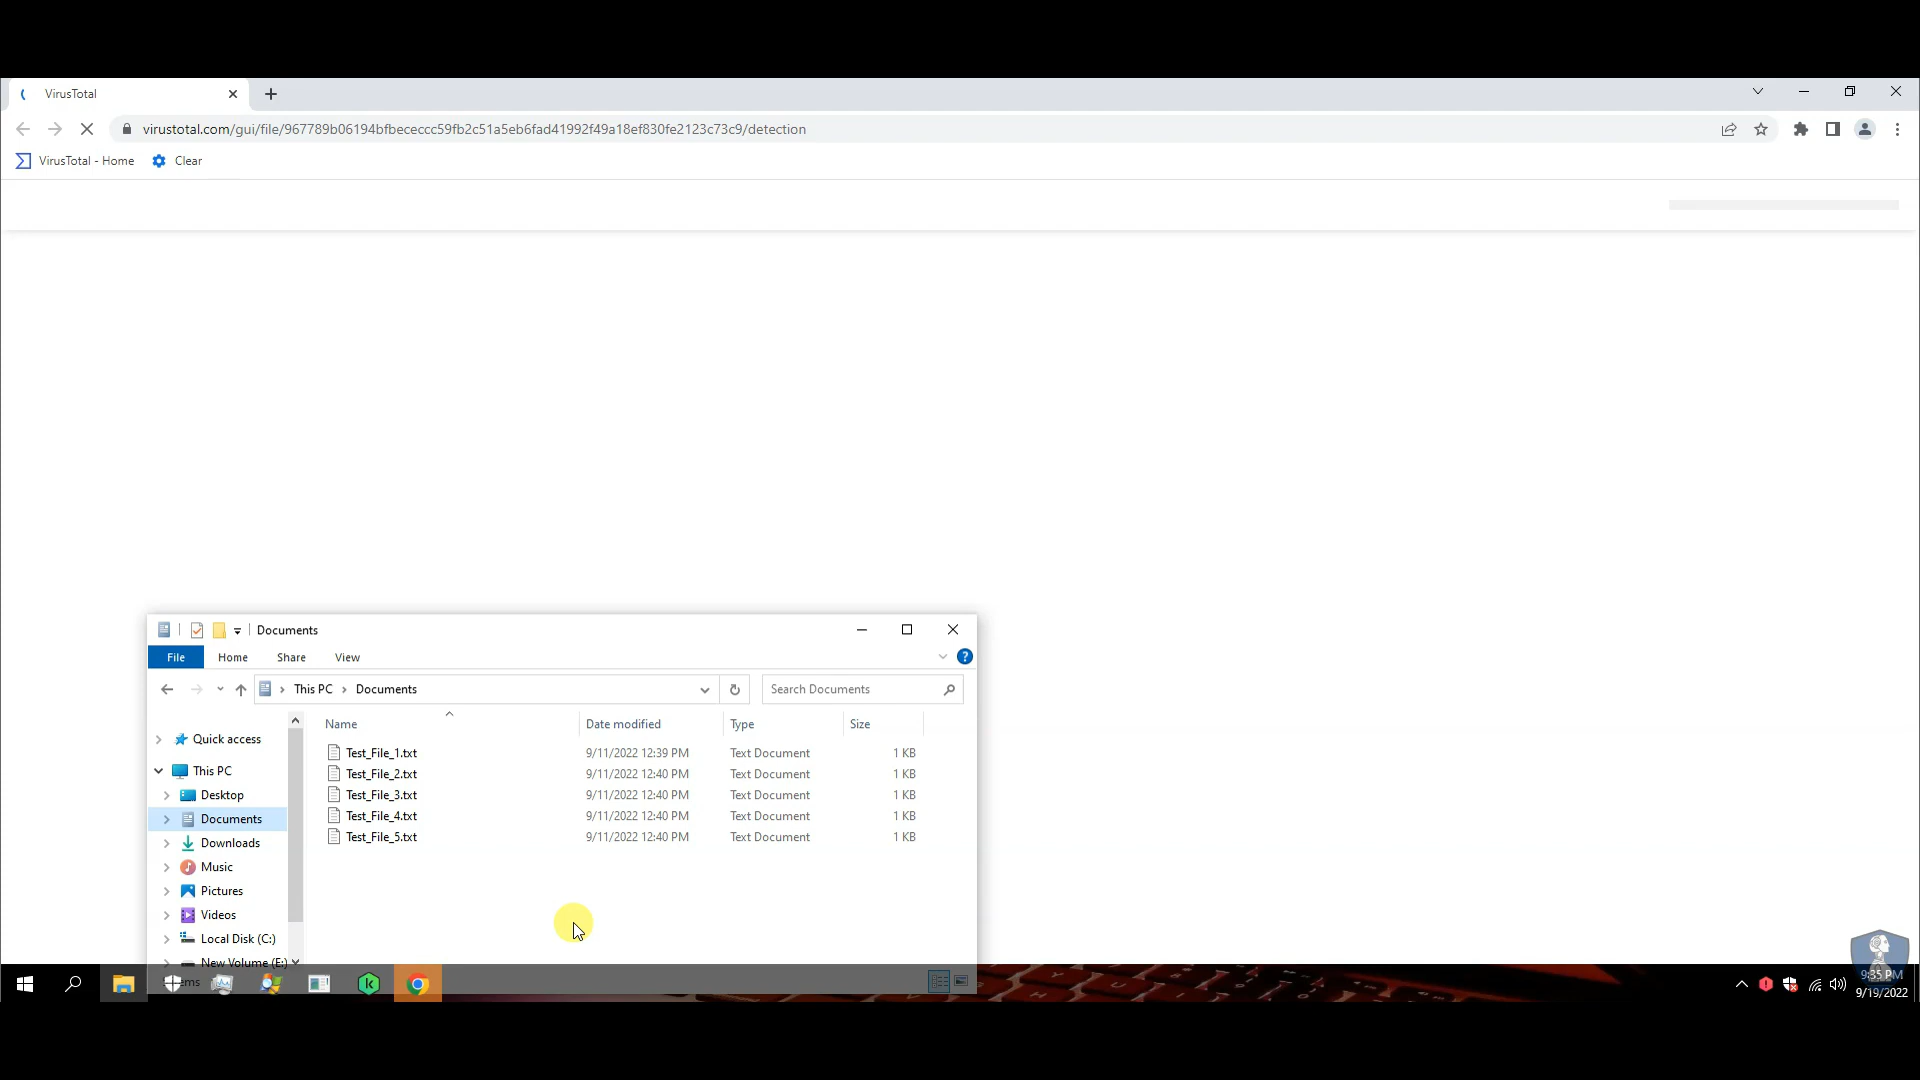 VirusTotal
virustotal.com/gui/file/967789b06194bfbececcc59fb2c51a5eb6fad41992f49a18ef830fe2123c73c9/detection
VirusTotal - Home Clear
Documents
File Home Share View
This PC Documents Search Documents
Name Date modified Type Size
Quick access
This PC
Desktop
Documents
Downloads
Music
Pictures
Videos
Local Disk (C:)
New Volume (E:)
Test_File_1.txt 9/11/2022 12:39 PM Text Document 1 KB
Test_File_2.txt 9/11/2022 12:40 PM Text Document 1 KB
Test_File_3.txt 9/11/2022 12:40 PM Text Document 1 KB
Test_File_4.txt 9/11/2022 12:40 PM Text Document 1 KB
Test_File_5.txt 9/11/2022 12:40 PM Text Document 1 KB
9:35 PM
9/19/2022